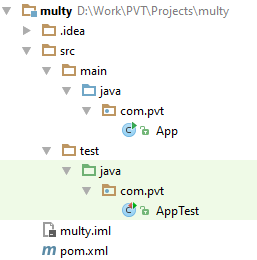 multy D:\Work\PVT\Projects\multy
.idea
src
main
java
com.pvt
App
test
java
com.pvt
AppTest
multy.iml
pom.xml